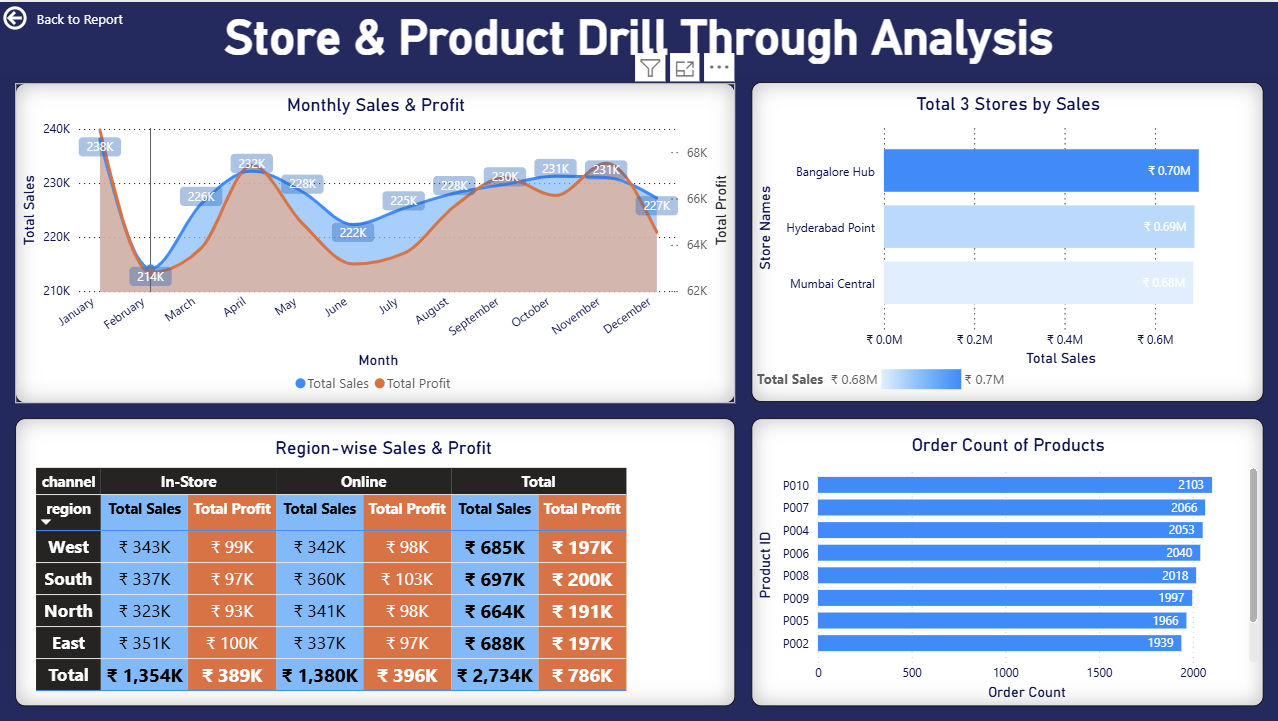 Back to Report
Store & Product Drill Through Analysis
Monthly Sales & Profit
Total Sales
240K
230K
220K
210K
238K
214K
226K
232K
228K
222K
225K
228K
230K
231K
231K
227K
68K
66K
64K
62K
Total Profit
January
February
March
April
May
June
July
August
September
October
November
December
Month
Total Sales Total Profit
Total 3 Stores by Sales
Store Names
Bangalore Hub ₹ 0.70M
Hyderabad Point ₹ 0.69M
Mumbai Central ₹ 0.68M
₹ 0.0M ₹ 0.2M ₹ 0.4M ₹ 0.6M
Total Sales
Total Sales ₹ 0.68M ₹ 0.7M
Region-wise Sales & Profit
channel In-Store Online Total
region Total Sales Total Profit Total Sales Total Profit Total Sales Total Profit
West ₹ 343K ₹ 99K ₹ 342K ₹ 98K ₹ 685K ₹ 197K
South ₹ 337K ₹ 97K ₹ 360K ₹ 103K ₹ 697K ₹ 200K
North ₹ 323K ₹ 93K ₹ 341K ₹ 98K ₹ 664K ₹ 191K
East ₹ 351K ₹ 100K ₹ 337K ₹ 97K ₹ 688K ₹ 197K
Total ₹ 1,354K ₹ 389K ₹ 1,380K ₹ 396K ₹ 2,734K ₹ 786K
Order Count of Products
Product ID
P010 2103
P007 2066
P004 2053
P006 2040
P008 2018
P009 1997
P005 1966
P002 1939
0 500 1000 1500 2000
Order Count